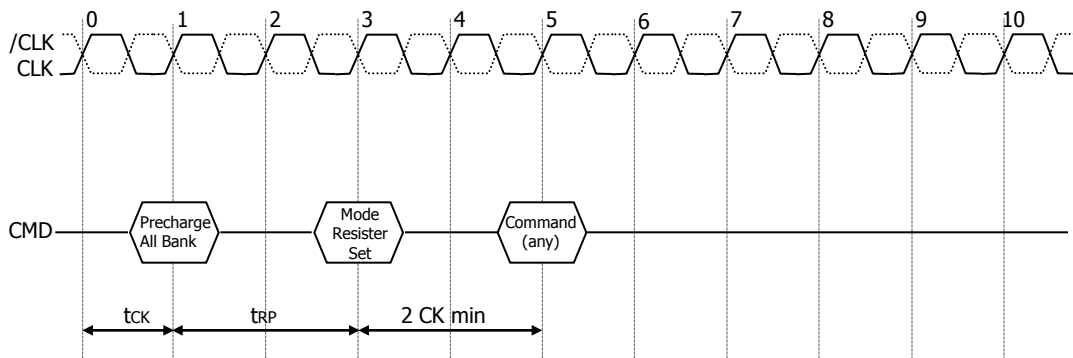 0 1 2 3 4 5 6 7 8 9 10
/CLK
CLK
CMD
Precharge
All Bank
Mode
Resister
Set
Command
(any)
tCK
tRP
2 CK min